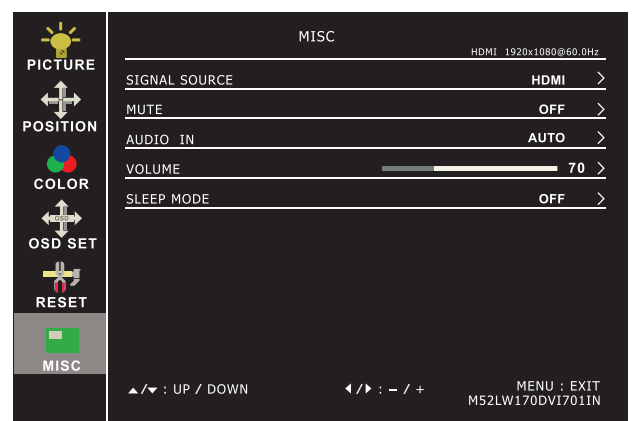 PICTURE
POSITION
COLOR
OSD
OSD SET
RESET
MISC
MISC
HDMI 1920x1080@60.0Hz
SIGNAL SOURCE HDMI >
MUTE OFF >
AUDIO IN AUTO >
VOLUME 70 >
SLEEP MODE OFF >
▲/▼ : UP / DOWN ◀/▶ : – / + MENU : EXIT
M52LW170DVI701IN